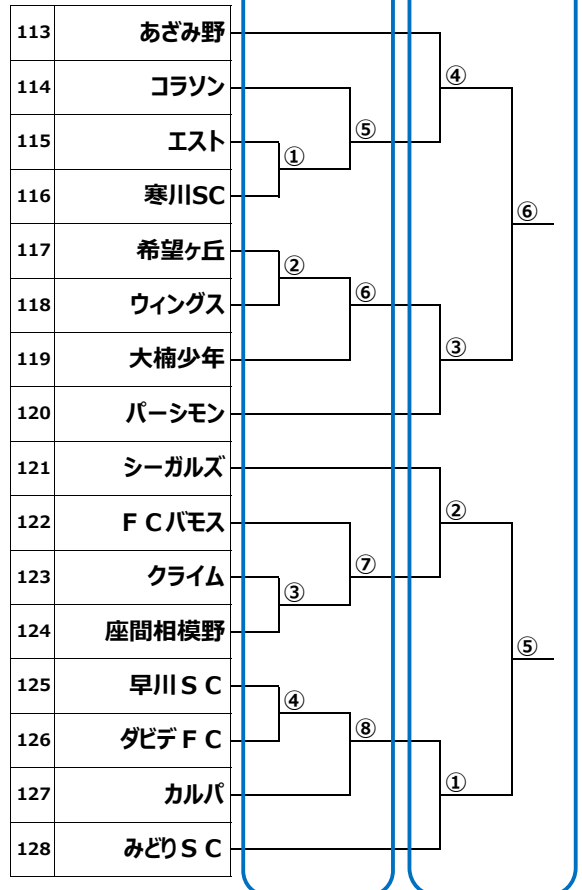 113 あざみ野
④
114 コラソン
⑤
115 エスト
①
116 寒川SC
⑥
117 希望ヶ丘
②
⑥
118 ウィングス
119 大楠少年
③
120 パーシモン
121 シーガルズ
②
122 ＦＣバモス
⑦
123 クライム
③
124 座間相模野
⑤
125 早川ＳＣ
④
⑧
126 ダビデＦＣ
①
127 カルパ
128 みどりＳＣ